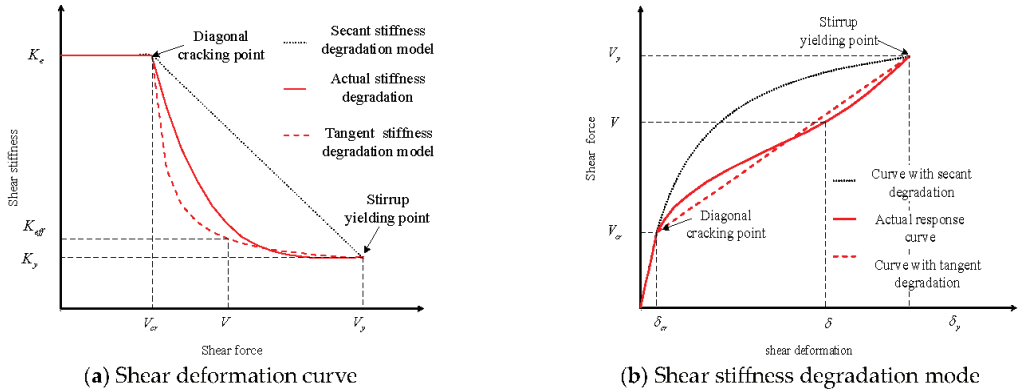 K_e
K_eff
K_y
Shear stiffness
Diagonal
cracking point
Secant stiffness
degradation model
Actual stiffness
degradation
Tangent stiffness
degradation model
Stirrup
yielding point
V_cr
V
V_y
Shear force
(a) Shear deformation curve
V_y
V
V_cr
Shear force
Stirrup
yielding point
Diagonal
cracking point
Curve with secant
degradation
Actual response
curve
Curve with tangent
degradation
δ_cr
δ
δ_y
shear deformation
(b) Shear stiffness degradation mode